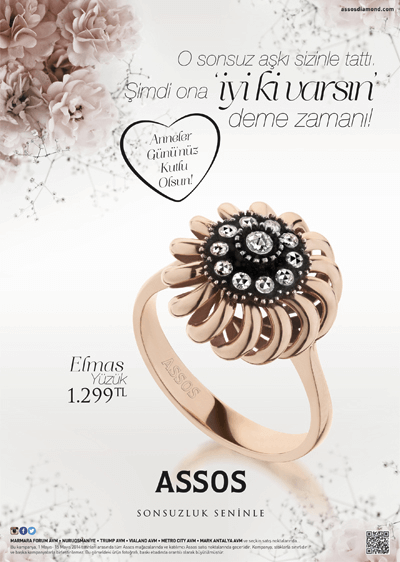 assosdiamond.com
O sonsuz aşkı sizinle tattı.
Şimdi ona 'iyi ki varsın'
deme zamanı!
Anneler
Günü'nüz
Kutlu
Olsun!
ASSOS
Elmas
Yüzük
1.299 TL
ASSOS
SONSUZLUK SENİNLE
MARMARA FORUM AVM • NURUOSMANİYE • TRUMP AVM • VIALAND AVM • METRO CITY AVM • MARK ANTALYA AVM